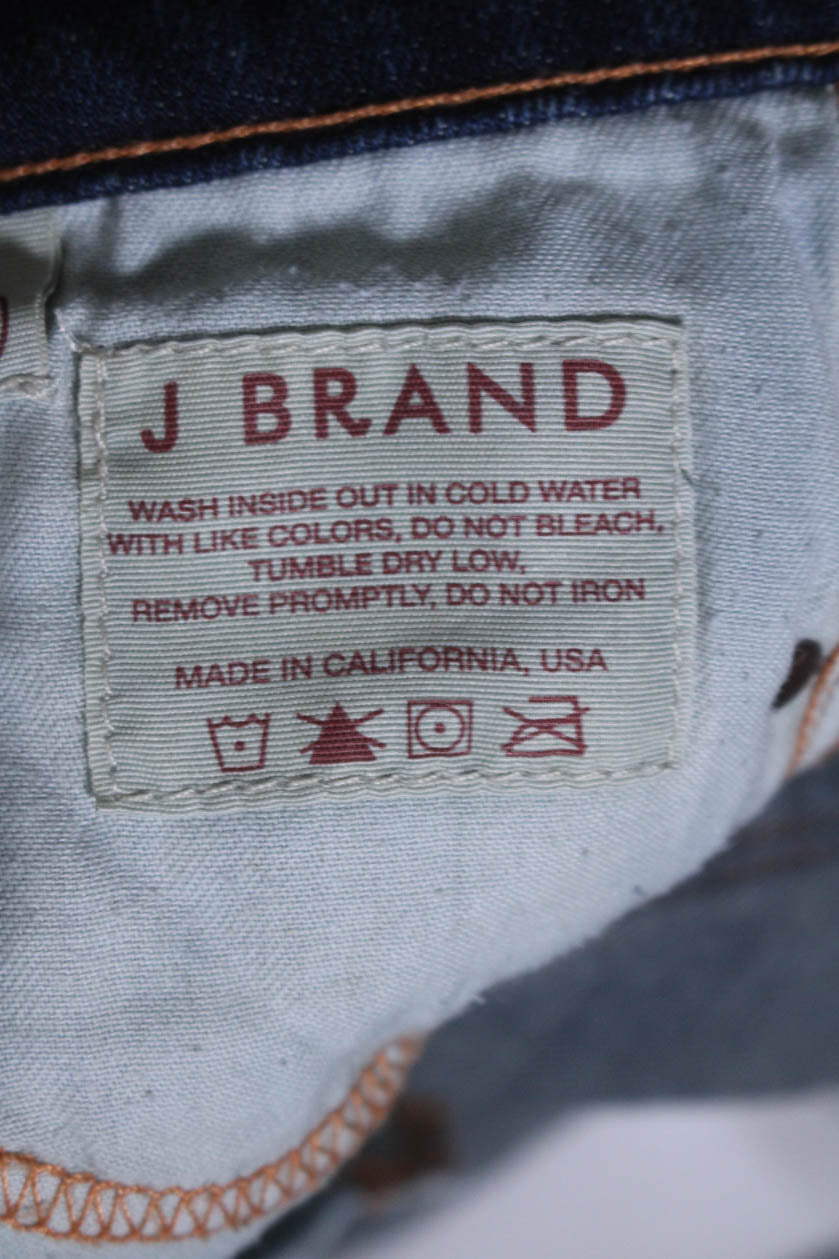 J BRAND
WASH INSIDE OUT IN COLD WATER
WITH LIKE COLORS, DO NOT BLEACH,
TUMBLE DRY LOW,
REMOVE PROMPTLY, DO NOT IRON
MADE IN CALIFORNIA, USA